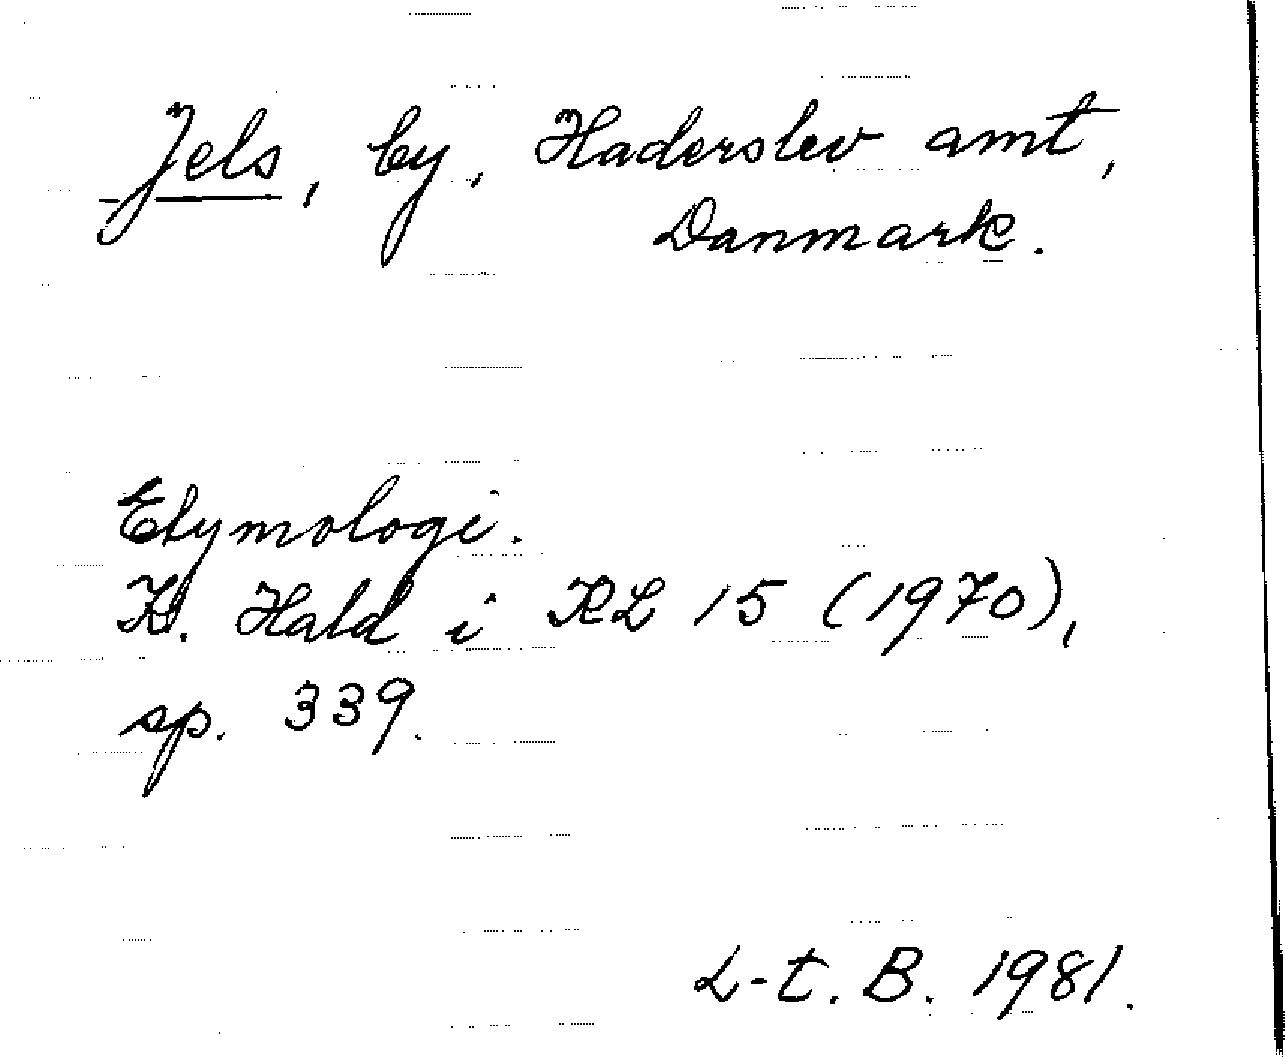 Jels, by, Haderslev amt,
Danmark.
Etymologi.
K. Hald i KL 15 (1970),
sp. 339.
L-t. B. 1981.